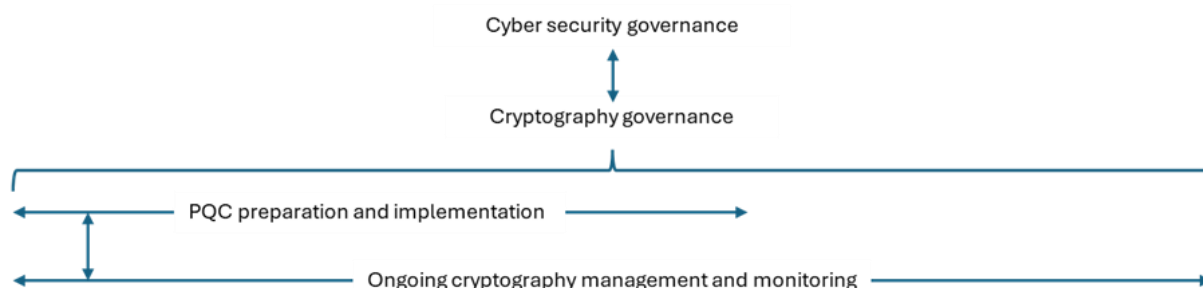 Cyber security governance
Cryptography governance
PQC preparation and implementation
Ongoing cryptography management and monitoring